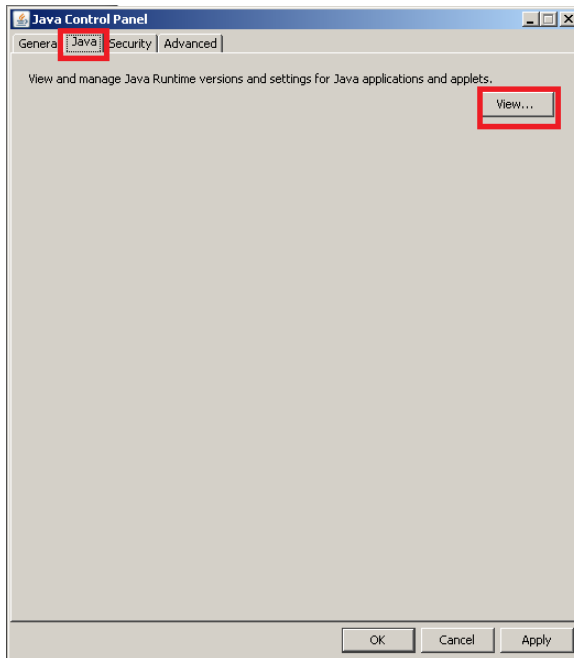 Java Control Panel
Genera Java Security Advanced
View and manage Java Runtime versions and settings for Java applications and applets.
View...
OK Cancel Apply